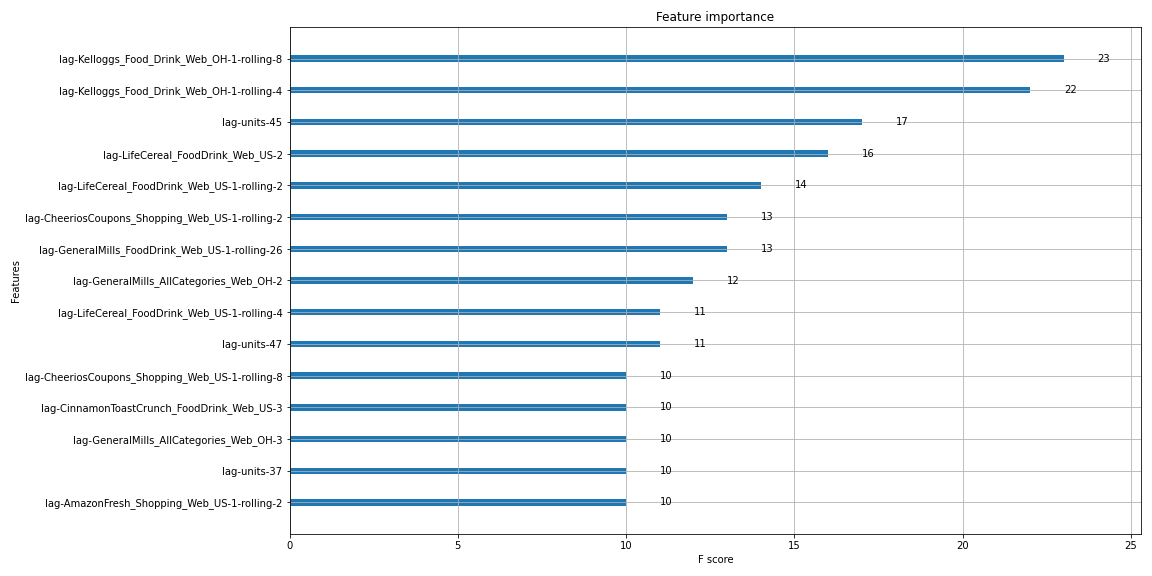 Feature importance
Features
lag-Kelloggs_Food_Drink_Web_OH-1-rolling-8 23
lag-Kelloggs_Food_Drink_Web_OH-1-rolling-4 22
lag-units-45 17
lag-LifeCereal_FoodDrink_Web_US-2 16
lag-LifeCereal_FoodDrink_Web_US-1-rolling-2 14
lag-CheeriosCoupons_Shopping_Web_US-1-rolling-2 13
lag-GeneralMills_FoodDrink_Web_US-1-rolling-26 13
lag-GeneralMills_AllCategories_Web_OH-2 12
lag-LifeCereal_FoodDrink_Web_US-1-rolling-4 11
lag-units-47 11
lag-CheeriosCoupons_Shopping_Web_US-1-rolling-8 10
lag-CinnamonToastCrunch_FoodDrink_Web_US-3 10
lag-GeneralMills_AllCategories_Web_OH-3 10
lag-units-37 10
lag-AmazonFresh_Shopping_Web_US-1-rolling-2 10
0 5 10 15 20 25
F score